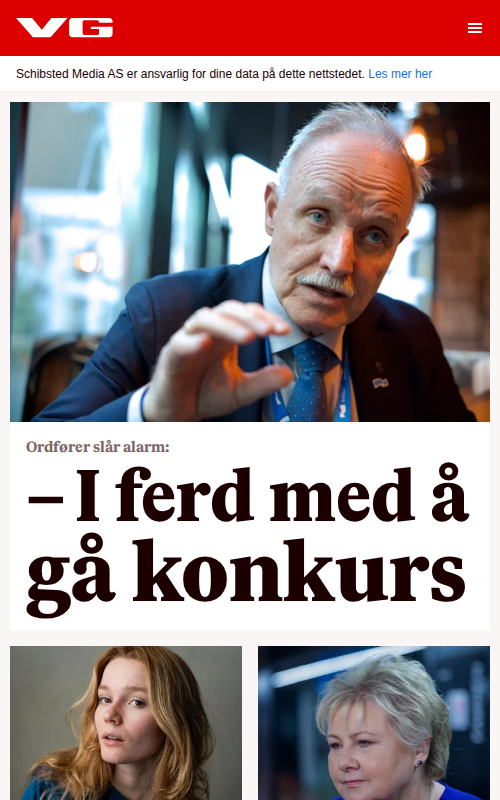 VG
Schibsted Media AS er ansvarlig for dine data på dette nettstedet. Les mer her
Ordfører slår alarm:
– I ferd med å
gå konkurs